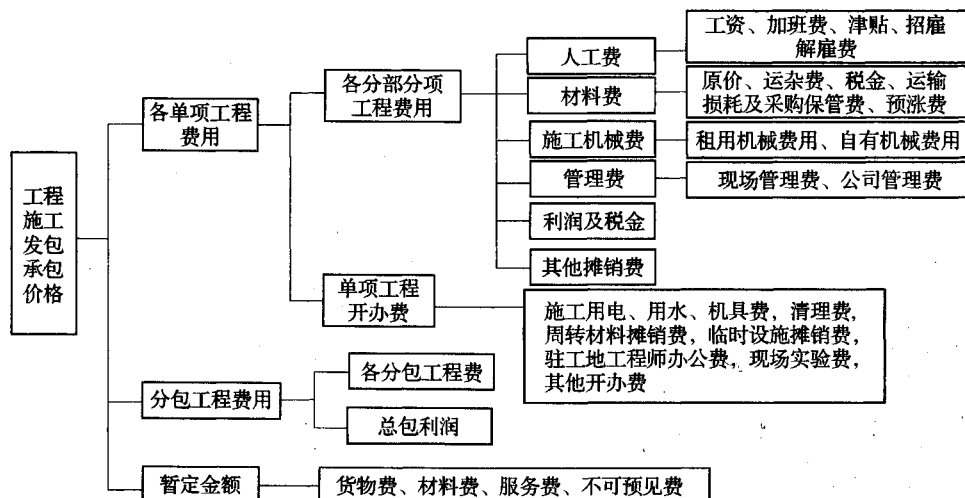 工程
施工
发包
承包
价格
各单项工程
费用
各分部分项
工程费用
人工费
工资、加班费、津贴、招雇
解雇费
材料费
原价、运杂费、税金、运输
损耗及采购保管费、预涨费
施工机械费
租用机械费用、自有机械费用
管理费
现场管理费、公司管理费
利润及税金
其他摊销费
单项工程
开办费
施工用电、用水、机具费，清理费，
周转材料摊销费，临时设施摊销费，
驻工地工程师办公费，现场实验费，
其他开办费
分包工程费用
各分包工程费
总包利润
暂定金额
货物费、材料费、服务费、不可预见费